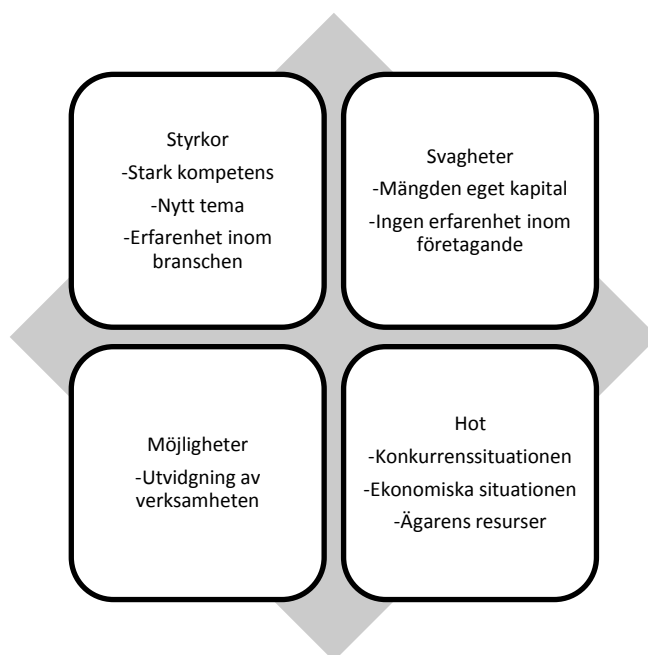 Styrkor
-Stark kompetens
-Nytt tema
-Erfarenhet inom
branschen
Svagheter
-Mängden eget kapital
-Ingen erfarenhet inom
företagande
Möjligheter
-Utvidgning av
verksamheten
Hot
-Konkurrenssituationen
-Ekonomiska situationen
-Ägarens resurser